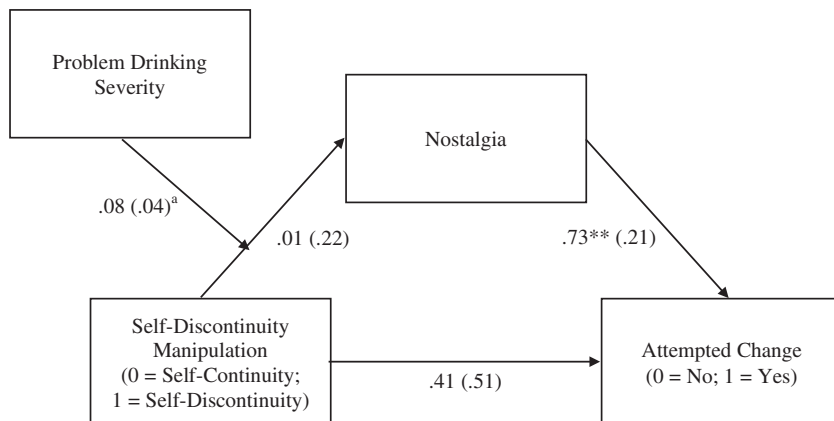 Problem Drinking
Severity
Nostalgia
.08 (.04)a
.01 (.22)
.73** (.21)
Self-Discontinuity
Manipulation
(0 = Self-Continuity;
1 = Self-Discontinuity)
.41 (.51)
Attempted Change
(0 = No; 1 = Yes)